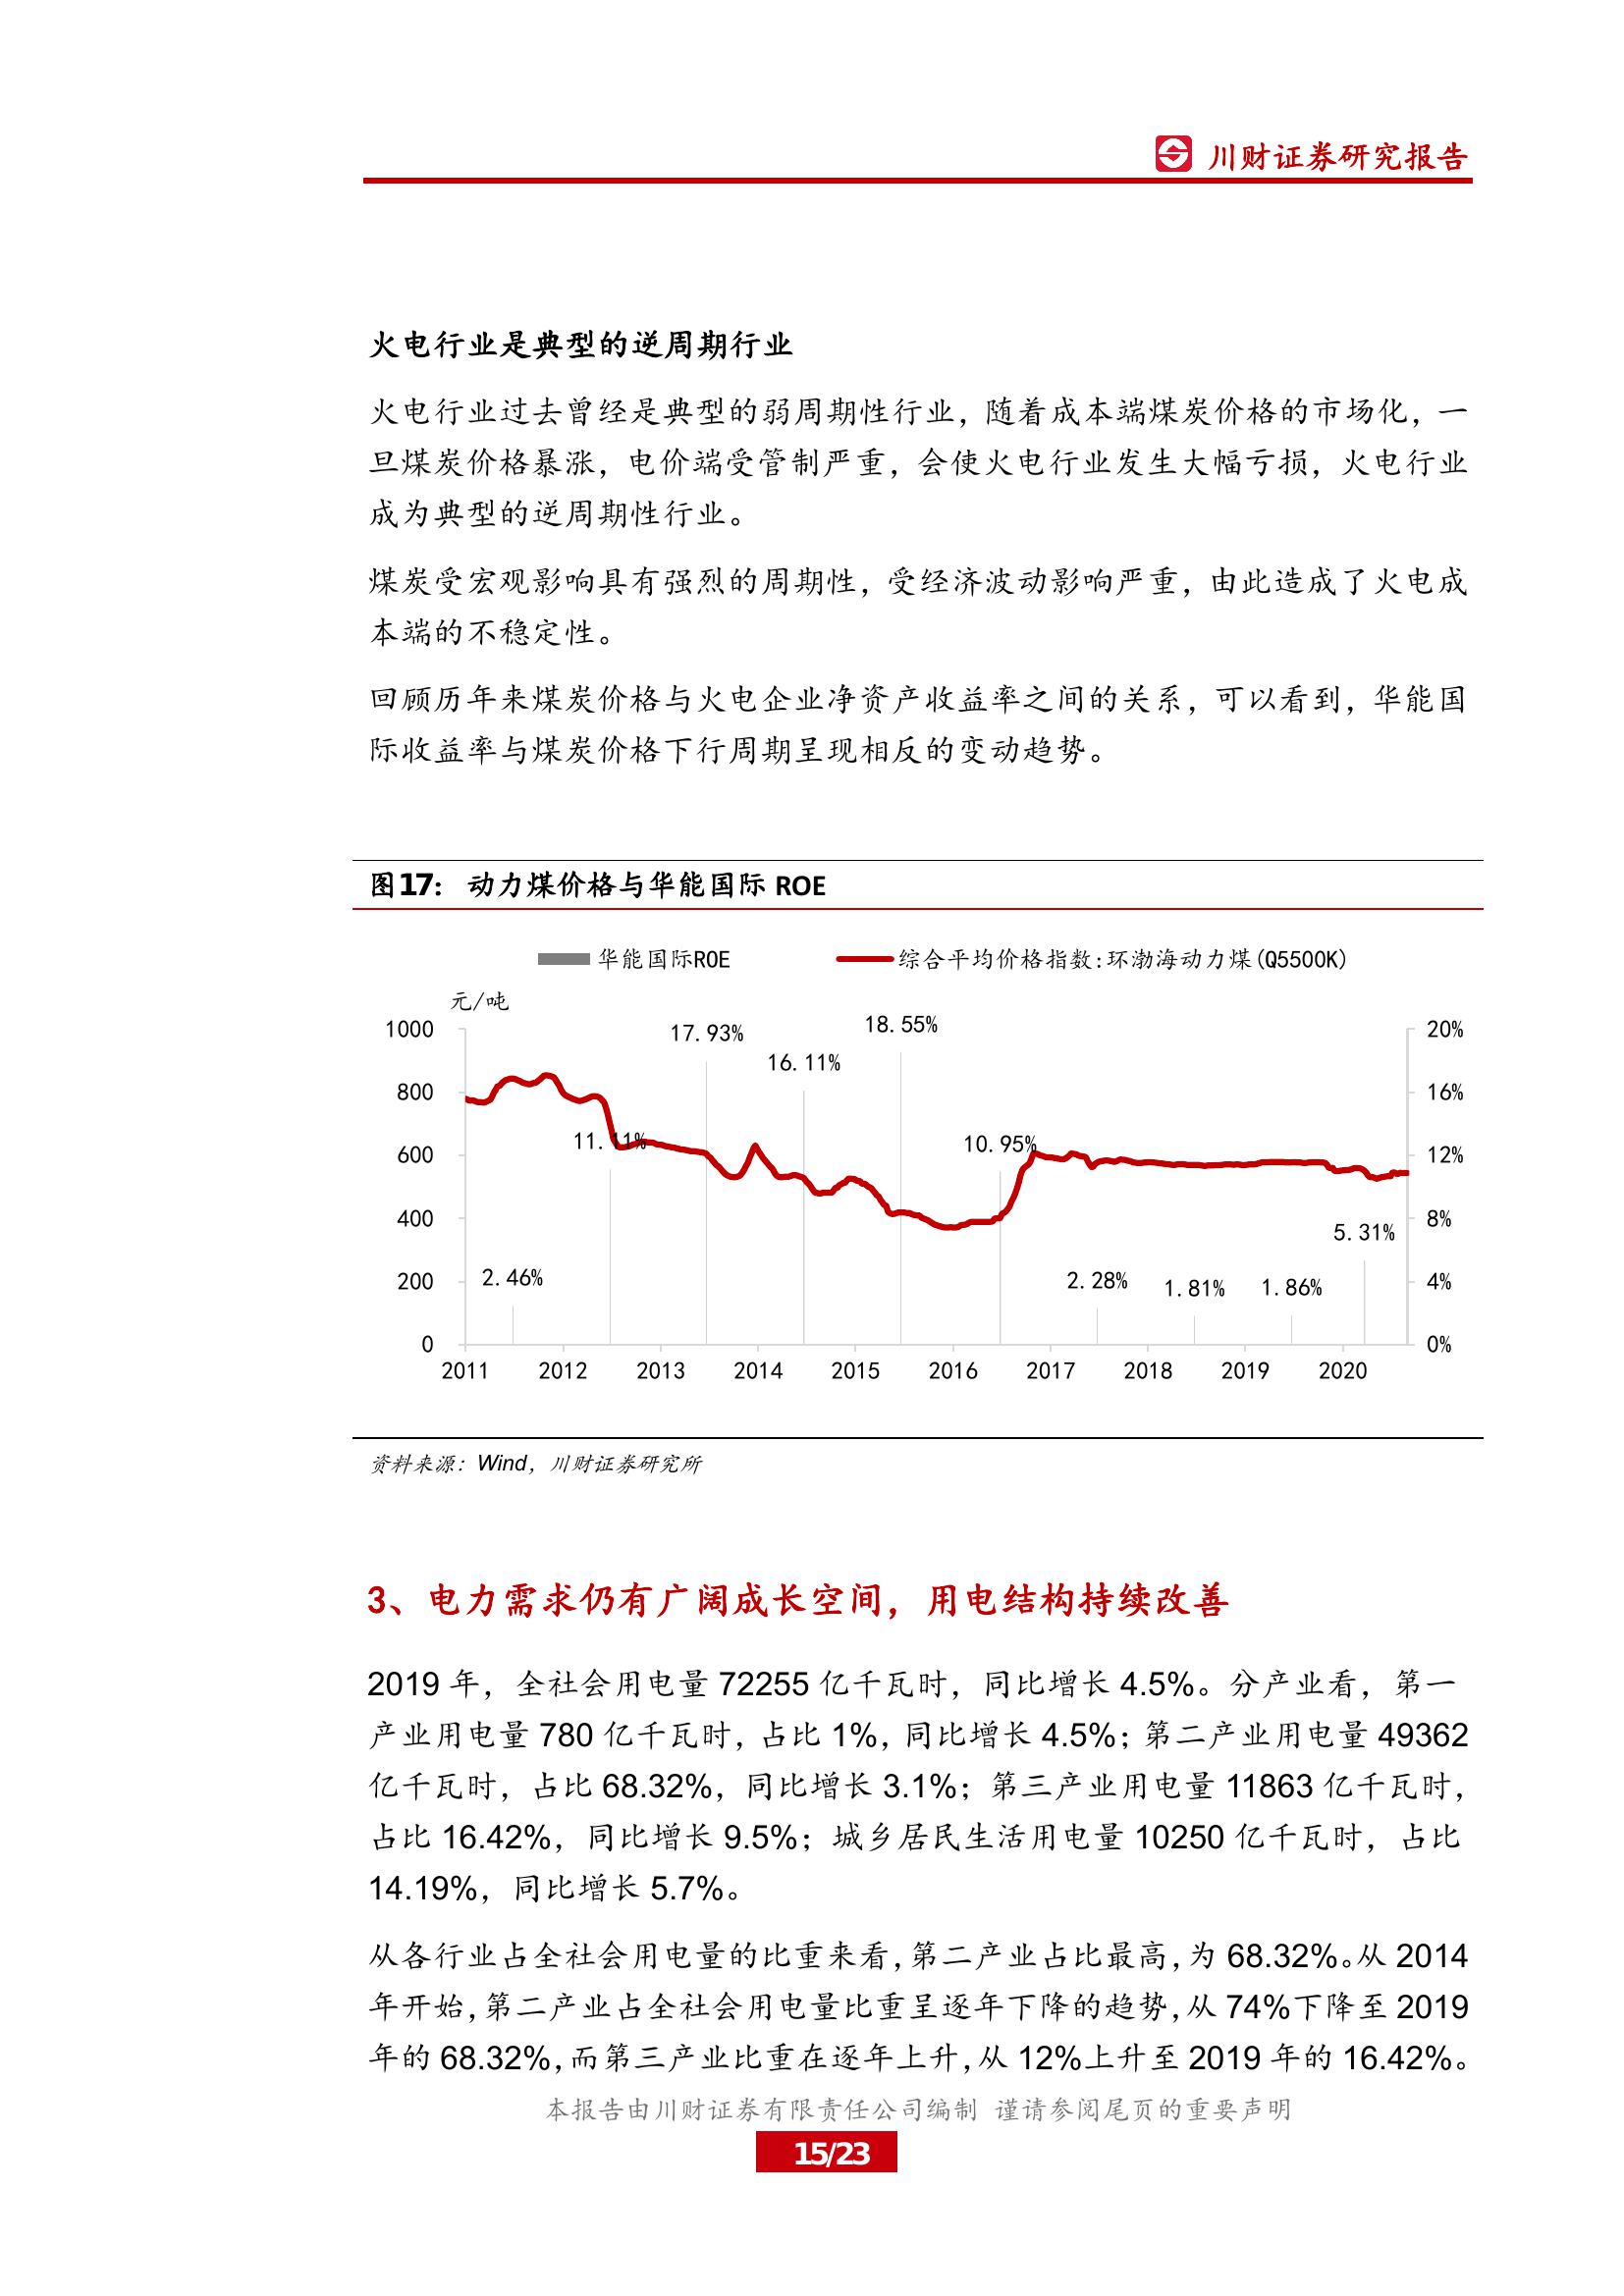 川财证券研究报告
火电行业是典型的逆周期行业
火电行业过去曾经是典型的弱周期性行业，随着成本端煤炭价格的市场化，一
旦煤炭价格暴涨，电价端受管制严重，会使火电行业发生大幅亏损，火电行业
成为典型的逆周期性行业。
煤炭受宏观影响具有强烈的周期性，受经济波动影响严重，由此造成了火电成
本端的不稳定性。
回顾历年来煤炭价格与火电企业净资产收益率之间的关系，可以看到，华能国
际收益率与煤炭价格下行周期呈现相反的变动趋势。
图17： 动力煤价格与华能国际 ROE
华能国际ROE 综合平均价格指数:环渤海动力煤(Q5500K)
元/吨
1000 17.93% 18.55% 20%
16.11%
800 16%
11.11% 10.95%
600 12%
400 8%
5.31%
200 2.46% 2.28% 1.81% 1.86% 4%
0 0%
2011 2012 2013 2014 2015 2016 2017 2018 2019 2020
资料来源：Wind，川财证券研究所
3、电力需求仍有广阔成长空间，用电结构持续改善
2019 年，全社会用电量 72255 亿千瓦时，同比增长 4.5%。分产业看，第一
产业用电量 780 亿千瓦时，占比 1%，同比增长 4.5%；第二产业用电量 49362
亿千瓦时，占比 68.32%，同比增长 3.1%；第三产业用电量 11863 亿千瓦时，
占比 16.42%，同比增长 9.5%；城乡居民生活用电量 10250 亿千瓦时，占比
14.19%，同比增长 5.7%。
从各行业占全社会用电量的比重来看，第二产业占比最高，为 68.32%。从 2014
年开始，第二产业占全社会用电量比重呈逐年下降的趋势，从 74%下降至 2019
年的 68.32%，而第三产业比重在逐年上升，从 12%上升至 2019 年的 16.42%。
本报告由川财证券有限责任公司编制 谨请参阅尾页的重要声明
15/23